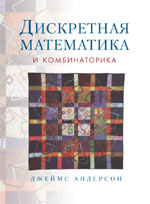 ДИСКРЕТНАЯ
МАТЕМАТИКА
И КОМБИНАТОРИКА
ДЖЕЙМС АНДЕРСОН